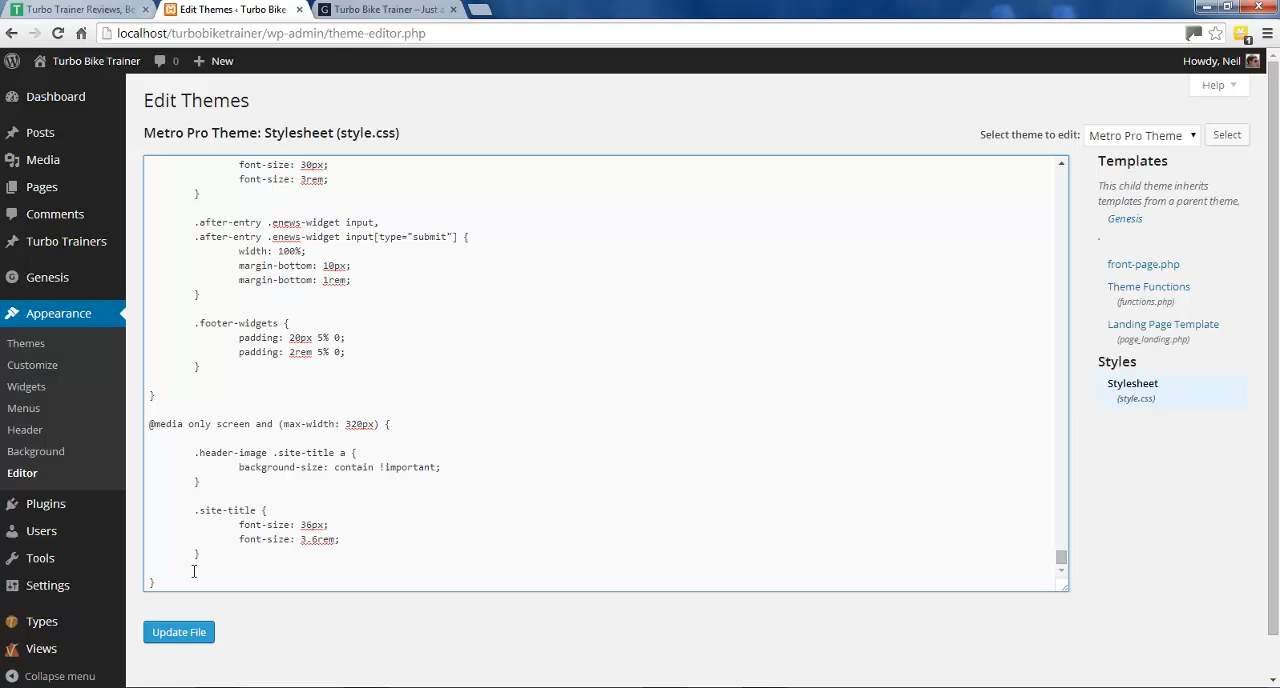 Turbo Trainer Reviews, Be
Edit Themes ‹ Turbo Bike
Turbo Bike Trainer – Just a
localhost/turbobiketrainer/wp-admin/theme-editor.php
1
Turbo Bike Trainer
0
New
Howdy, Neil
Help
Dashboard
Posts
Media
Pages
Comments
Turbo Trainers
Genesis
Appearance
Themes
Customize
Widgets
Menus
Header
Background
Editor
Plugins
Users
Tools
Settings
Types
Views
Collapse menu
Edit Themes
Metro Pro Theme: Stylesheet (style.css)
Select theme to edit:
Metro Pro Theme
Select
font-size: 30px;
font-size: 3rem;
}
.after-entry .enews-widget input,
.after-entry .enews-widget input[type="submit"] {
width: 100%;
margin-bottom: 10px;
margin-bottom: 1rem;
}
.footer-widgets {
padding: 20px 5% 0;
padding: 2rem 5% 0;
}
}
@media only screen and (max-width: 320px) {
.header-image .site-title a {
background-size: contain !important;
}
.site-title {
font-size: 36px;
font-size: 3.6rem;
}
}
Update File
Templates
This child theme inherits
templates from a parent theme,
Genesis
.
front-page.php
Theme Functions
(functions.php)
Landing Page Template
(page_landing.php)
Styles
Stylesheet
(style.css)